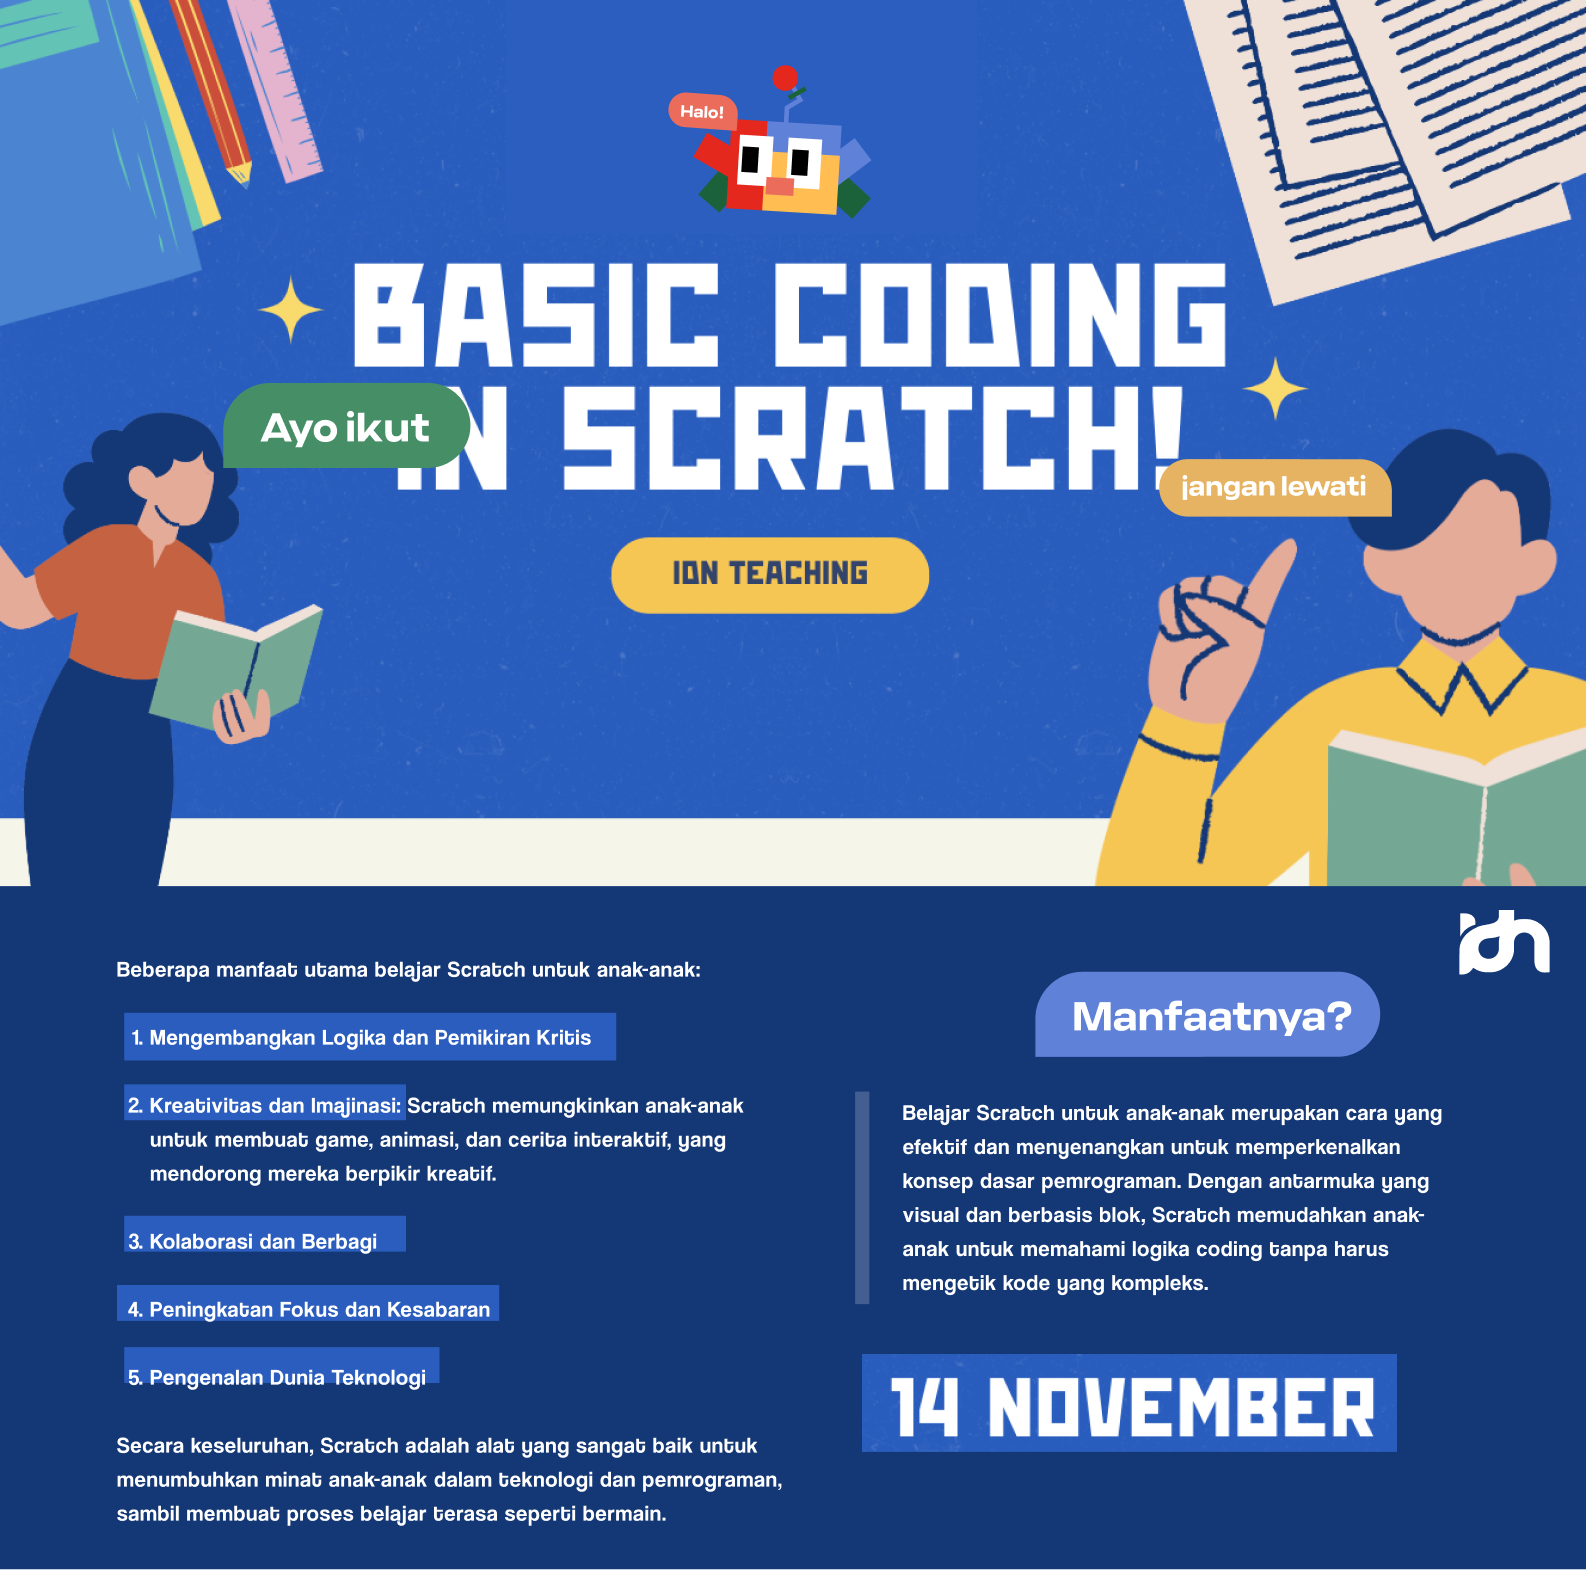 Halo!
BASIC CODING
IN SCRATCH!
Ayo ikut
jangan lewati
ION TEACHING
ion
Beberapa manfaat utama belajar Scratch untuk anak-anak:
1. Mengembangkan Logika dan Pemikiran Kritis
2. Kreativitas dan Imajinasi: Scratch memungkinkan anak-anak
untuk membuat game, animasi, dan cerita interaktif, yang
mendorong mereka berpikir kreatif.
3. Kolaborasi dan Berbagi
4. Peningkatan Fokus dan Kesabaran
5. Pengenalan Dunia Teknologi
Secara keseluruhan, Scratch adalah alat yang sangat baik untuk
menumbuhkan minat anak-anak dalam teknologi dan pemrograman,
sambil membuat proses belajar terasa seperti bermain.
Manfaatnya?
Belajar Scratch untuk anak-anak merupakan cara yang
efektif dan menyenangkan untuk memperkenalkan
konsep dasar pemrograman. Dengan antarmuka yang
visual dan berbasis blok, Scratch memudahkan anak-
anak untuk memahami logika coding tanpa harus
mengetik kode yang kompleks.
14 NOVEMBER